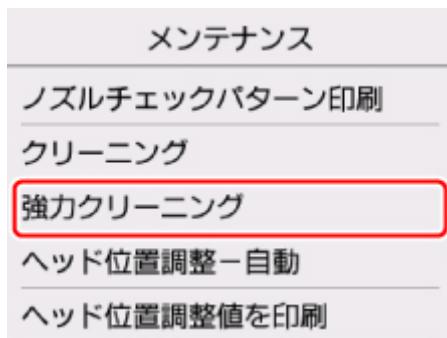 メンテナンス
ノズルチェックパターン印刷
クリーニング
強力クリーニング
ヘッド位置調整－自動
ヘッド位置調整値を印刷